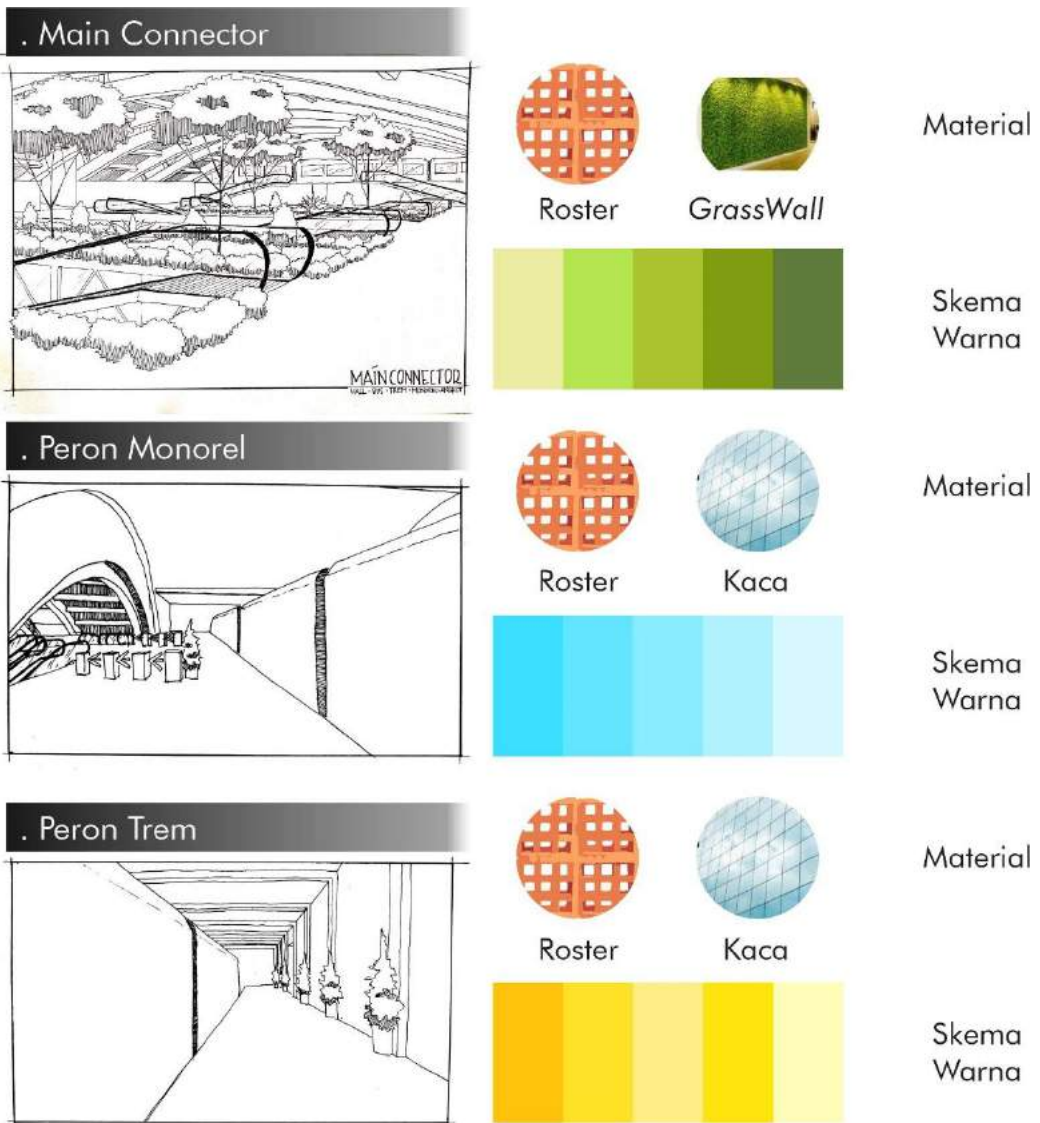 . Main Connector
Roster
GrassWall
Material
Skema
Warna
MAIN CONNECTOR
. Peron Monorel
Roster
Kaca
Material
Skema
Warna
. Peron Trem
Roster
Kaca
Material
Skema
Warna